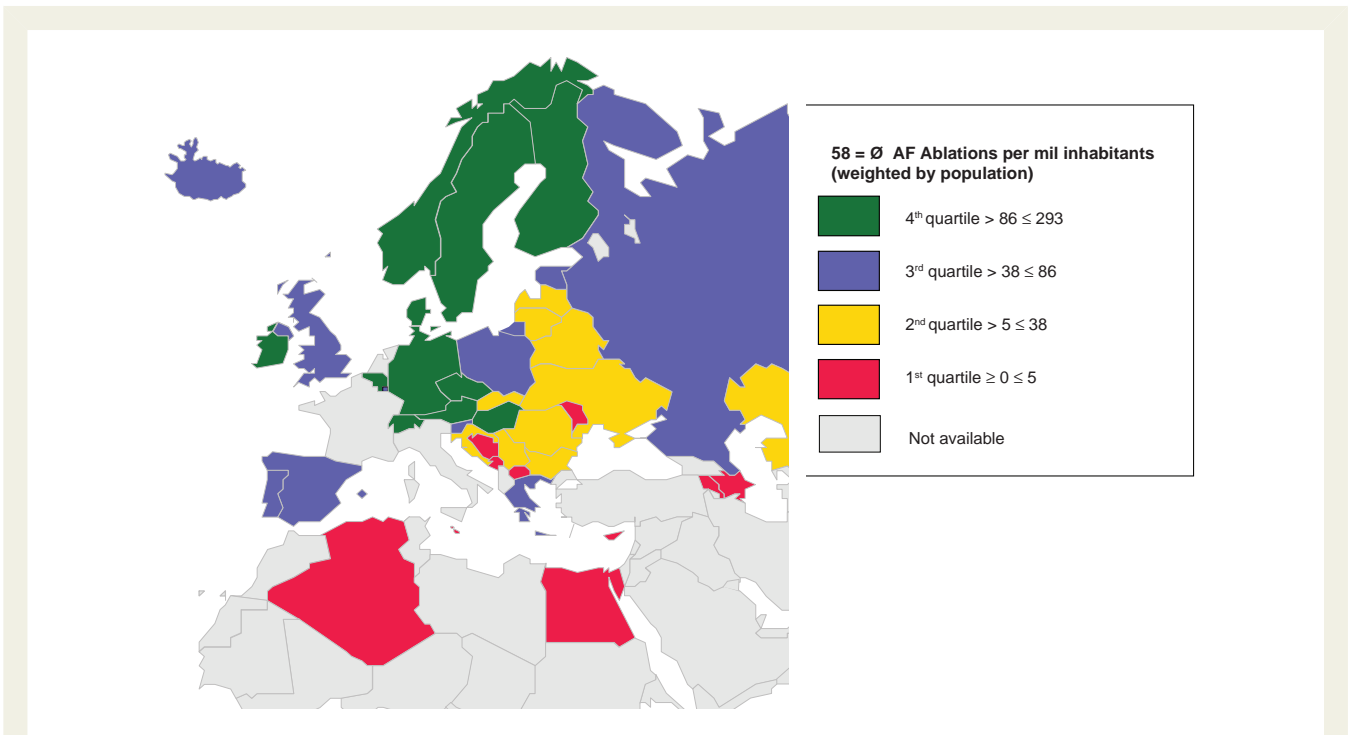 58 = Ø AF Ablations per mil inhabitants
(weighted by population)
4th quartile > 86 ≤ 293
3rd quartile > 38 ≤ 86
2nd quartile > 5 ≤ 38
1st quartile ≥ 0 ≤ 5
Not available